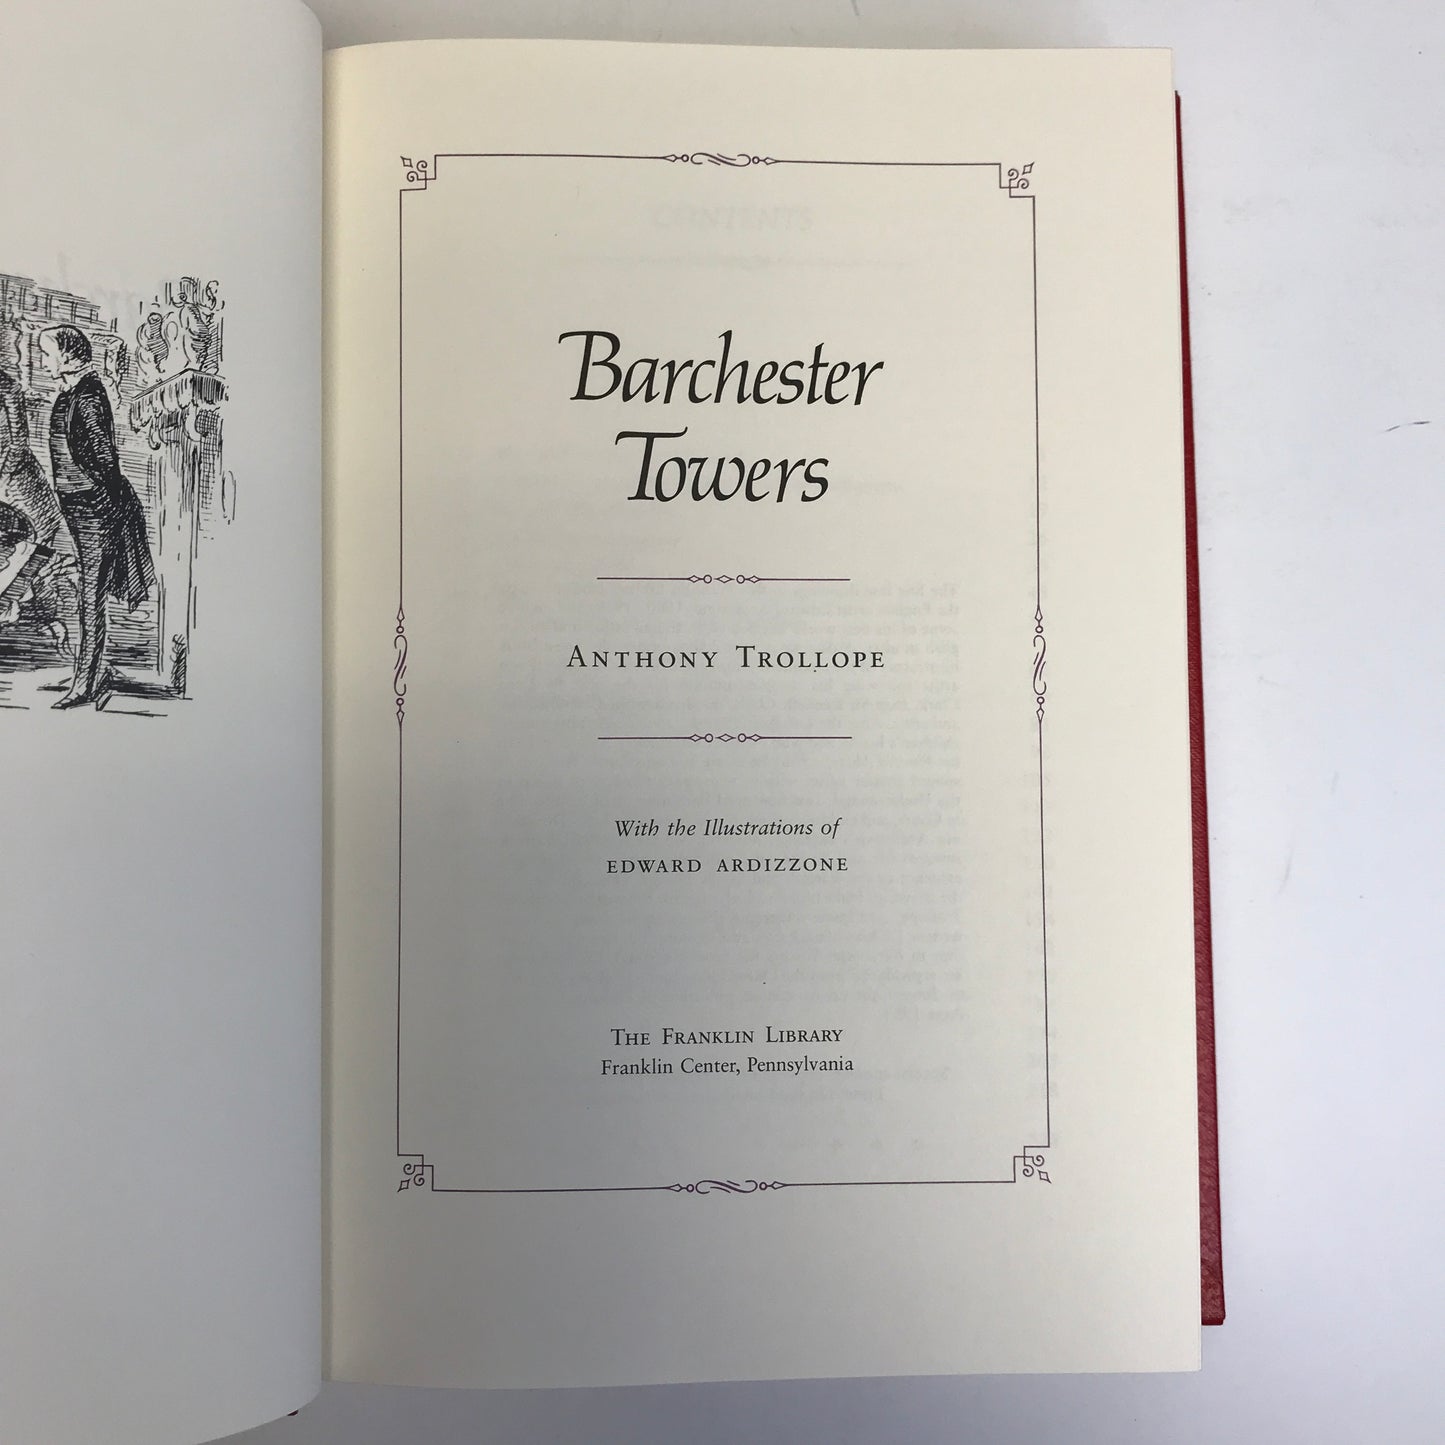 Barchester
Towers
ANTHONY TROLLOPE
With the Illustrations of
EDWARD ARDIZZONE
THE FRANKLIN LIBRARY
Franklin Center, Pennsylvania